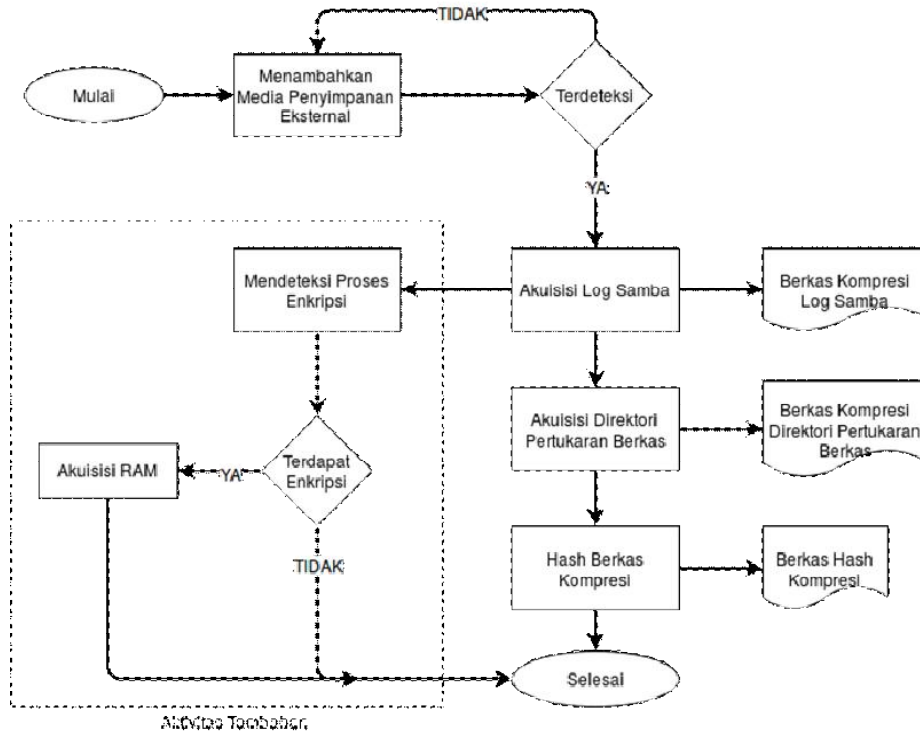 TIDAK
Mulai
Menambahkan
Media Penyimpanan
Eksternal
Terdeteksi
YA
Mendeteksi Proses
Enkripsi
Akuisisi Log Samba
Berkas Kompresi
Log Samba
Akuisisi RAM
YA
Terdapat
Enkripsi
Akuisisi Direktori
Pertukaran Berkas
Berkas Kompresi
Direktori Pertukaran
Berkas
TIDAK
Hash Berkas
Kompresi
Berkas Hash
Kompresi
Selesai
Aktivitas Tambahan